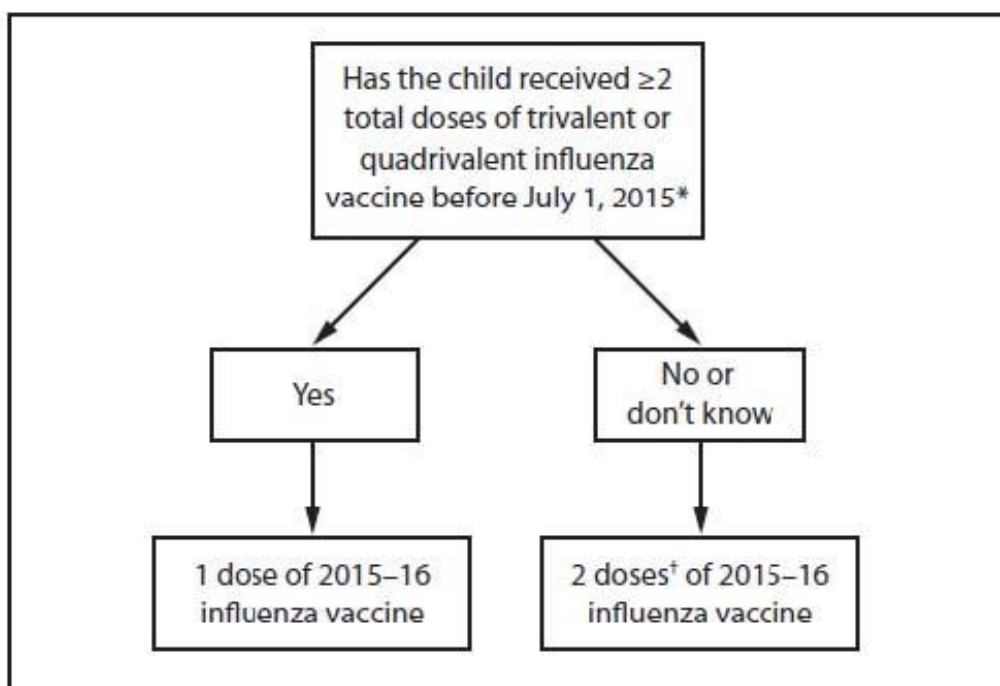 Has the child received ≥2
total doses of trivalent or
quadrivalent influenza
vaccine before July 1, 2015*
Yes
No or
don't know
1 dose of 2015–16
influenza vaccine
2 doses† of 2015–16
influenza vaccine